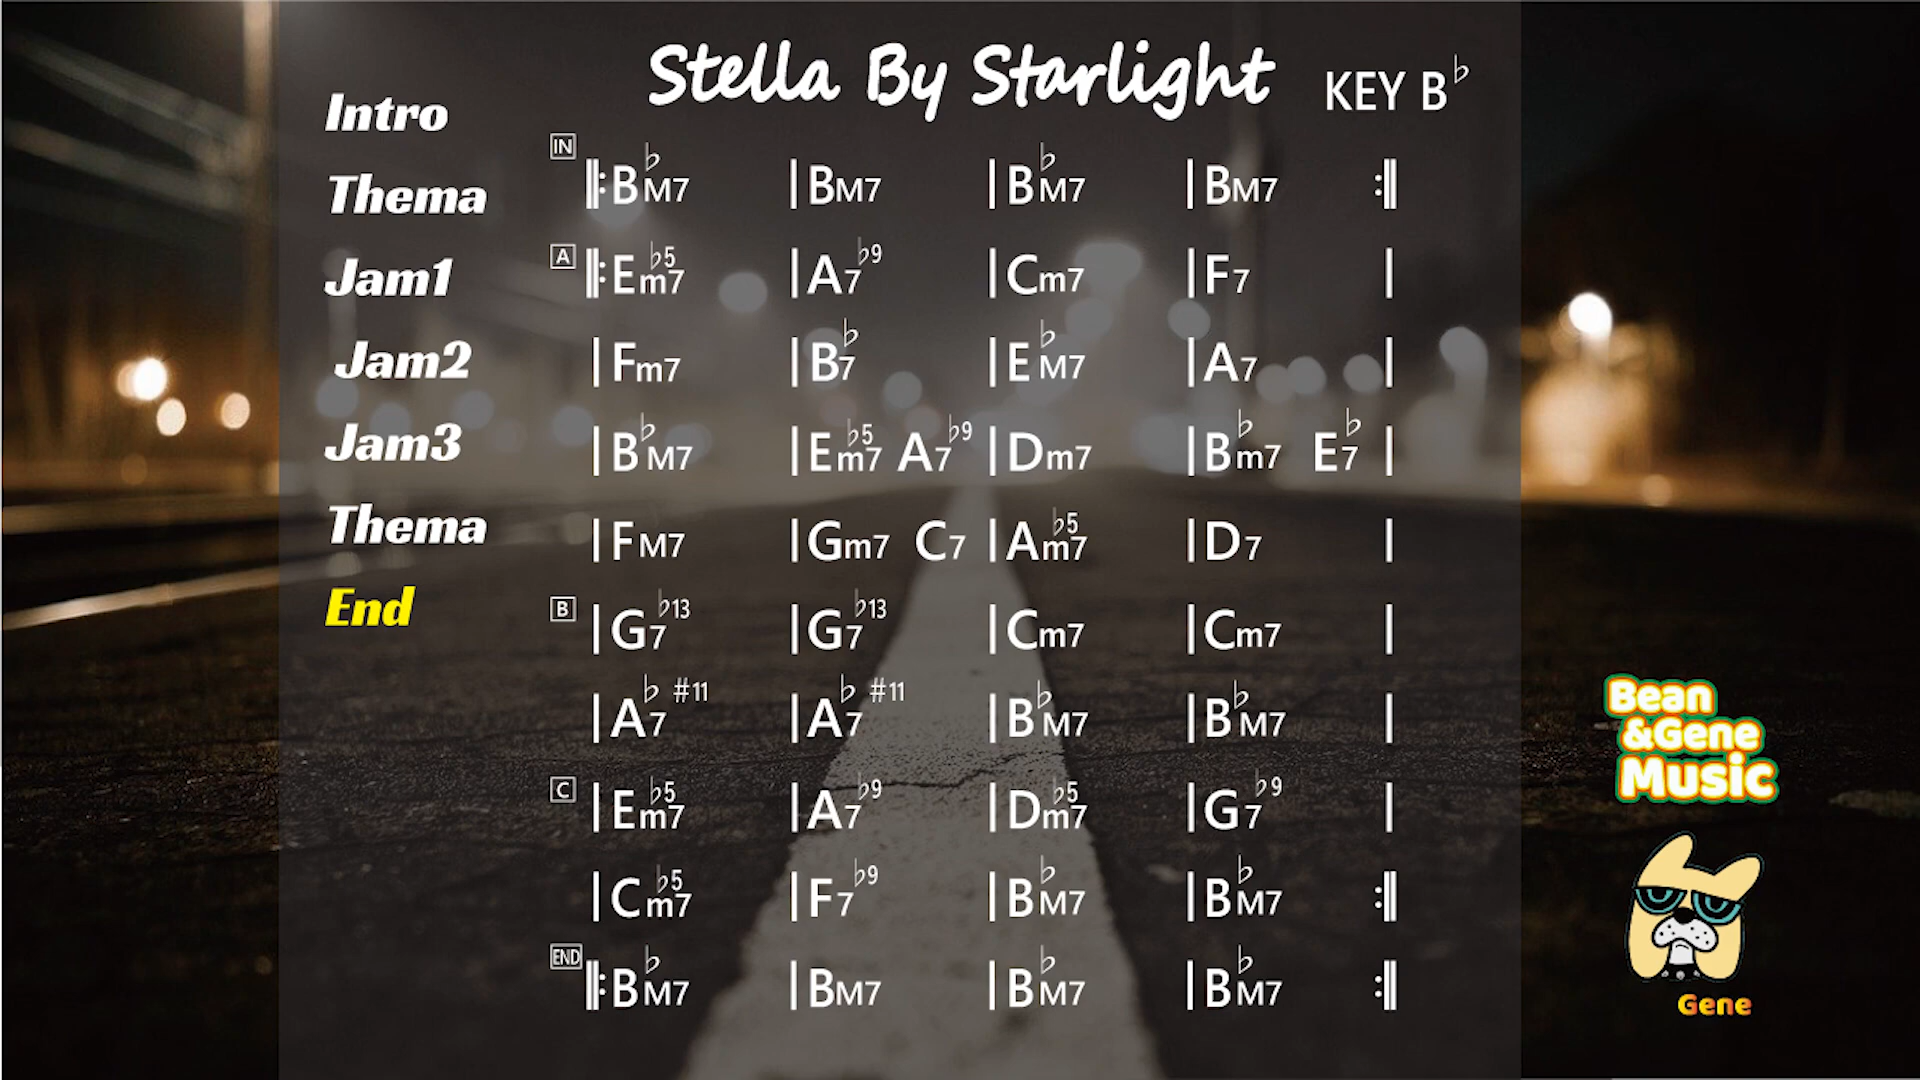 Stella By Starlight KEY B♭
Intro
Thema
Jam1
Jam2
Jam3
Thema
End
IN
‖: B♭M7 | BM7 | B♭M7 | BM7 :‖
A
‖: Em7♭5 | A7♭9 | Cm7 | F7 |
| Fm7 | B♭7 | E♭M7 | A♭7 |
| B♭M7 | Em7♭5 A7♭9 | Dm7 | B♭m7 E♭7 |
| FM7 | Gm7 C7 | Am7♭5 | D7 |
B
| G7♭13 | G7♭13 | Cm7 | Cm7 |
| A♭7#11 | A♭7#11 | B♭M7 | B♭M7 |
C
| Em7♭5 | A7♭9 | Dm7♭5 | G7♭9 |
| Cm7♭5 | F7♭9 | B♭M7 | B♭M7 :‖
END
‖: B♭M7 | BM7 | B♭M7 | B♭M7 :‖
Bean
&Gene
Music
Gene